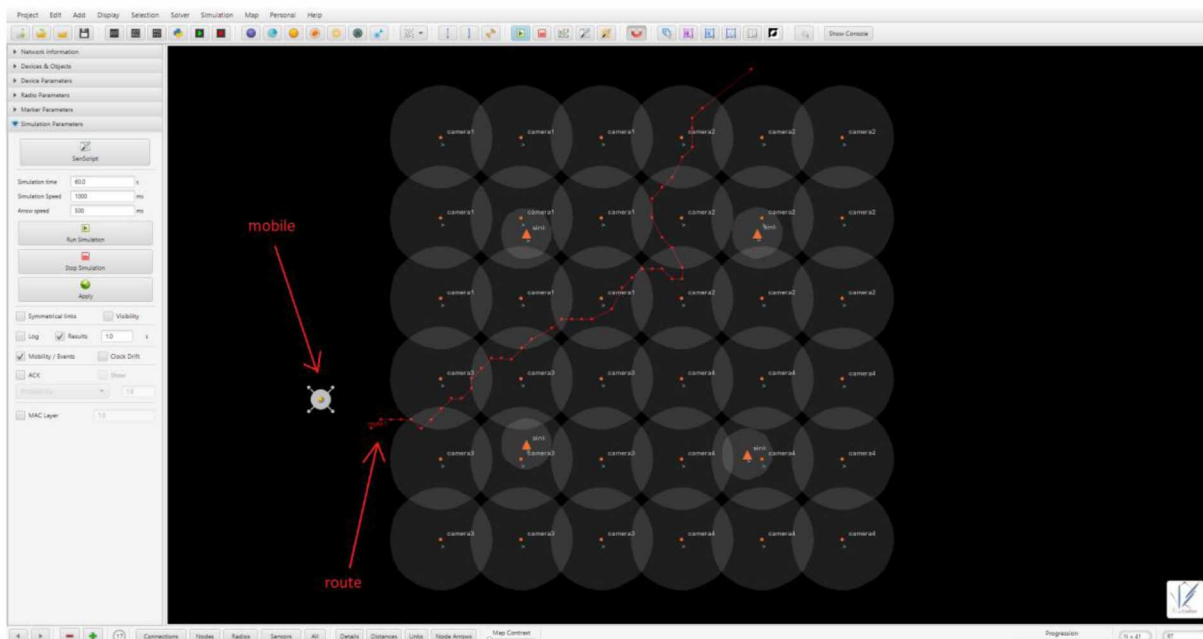 Project Edit Add Display Selection Solver Simulation Map Personal Help
Show Console
Network Information
Devices & Objects
Device Parameters
Radio Parameters
Marker Parameters
Simulation Parameters
SenScript
Simulation time 60.0 s
Simulation Speed 1000 ms
Arrow speed 500 ms
Run Simulation
Stop Simulation
Apply
Symmetrical links Visibility
Log Results 1.0 s
Mobility / Events Clock Drift
ACK Show
1.0
MAC Layer 1.0
mobile
route
camera1 camera1 camera1 camera2 camera2 camera2
camera1 camera1 camera1 camera2 camera2 camera2
sink sink
camera1 camera1 camera1 camera2 camera2 camera2
camera3 camera3 camera3 camera4 camera4 camera4
sink sink
camera3 camera3 camera3 camera4 camera4 camera4
camera3 camera3 camera3 camera4 camera4 camera4
Connections Nodes Radios Sensors All Details Distances Links Node Arrows Map Contrast Progression N = 41